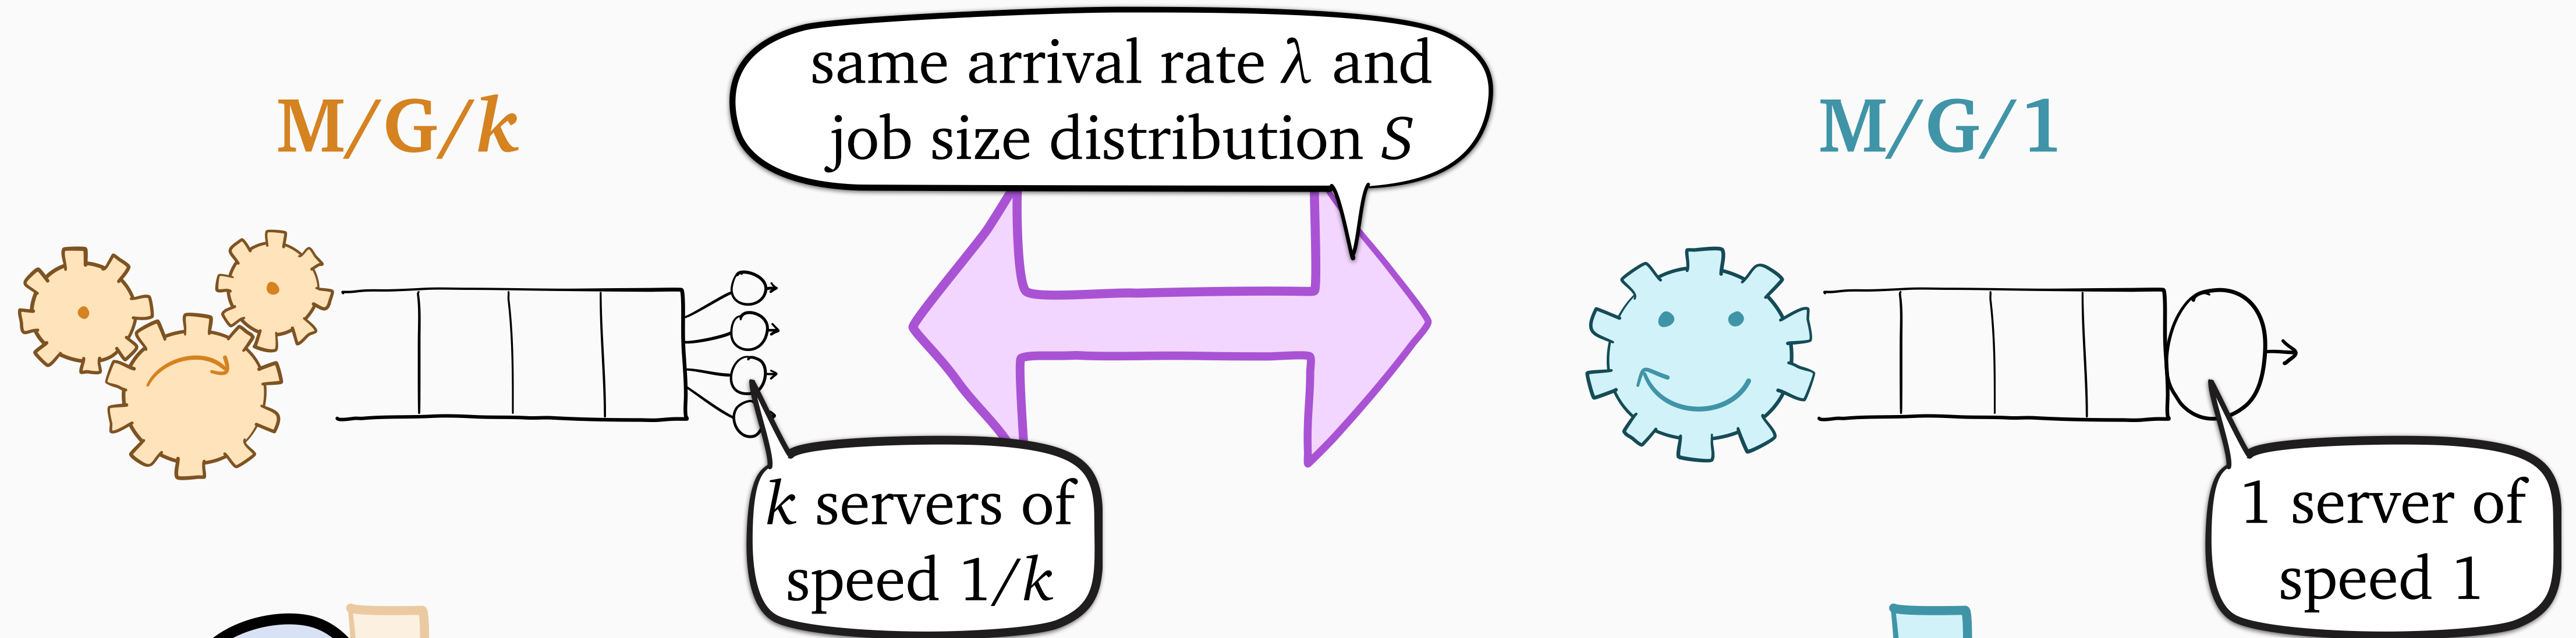 same arrival rate λ and
job size distribution S
M/G/k
M/G/1
k servers of
speed 1/k
1 server of
speed 1